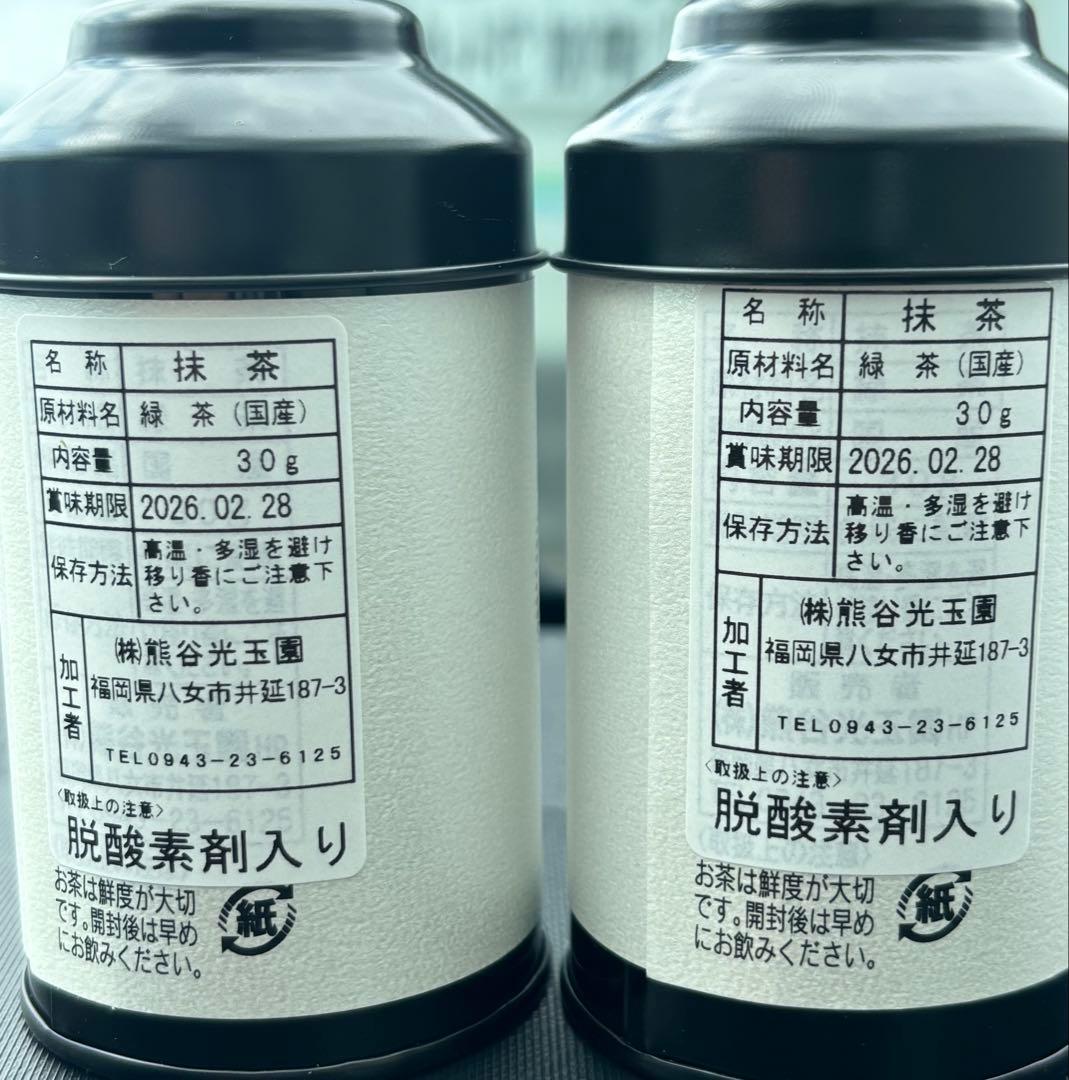 名 称 抹 茶
原材料名 緑 茶(国産)
内容量 30g
賞味期限 2026.02.28
保存方法 高温・多湿を避け
移り香にご注意下
さい。
加工者 ㈱熊谷光玉園
福岡県八女市井延187-3
TEL0943-23-6125
〈取扱上の注意〉
脱酸素剤入り
お茶は鮮度が大切
です。開封後は早め
にお飲みください。
紙
名 称 抹 茶
原材料名 緑 茶(国産)
内容量 30g
賞味期限 2026.02.28
保存方法 高温・多湿を避け
移り香にご注意下
さい。
加工者 ㈱熊谷光玉園
福岡県八女市井延187-3
TEL0943-23-6125
〈取扱上の注意〉
脱酸素剤入り
お茶は鮮度が大切
です。開封後は早め
にお飲みください。
紙